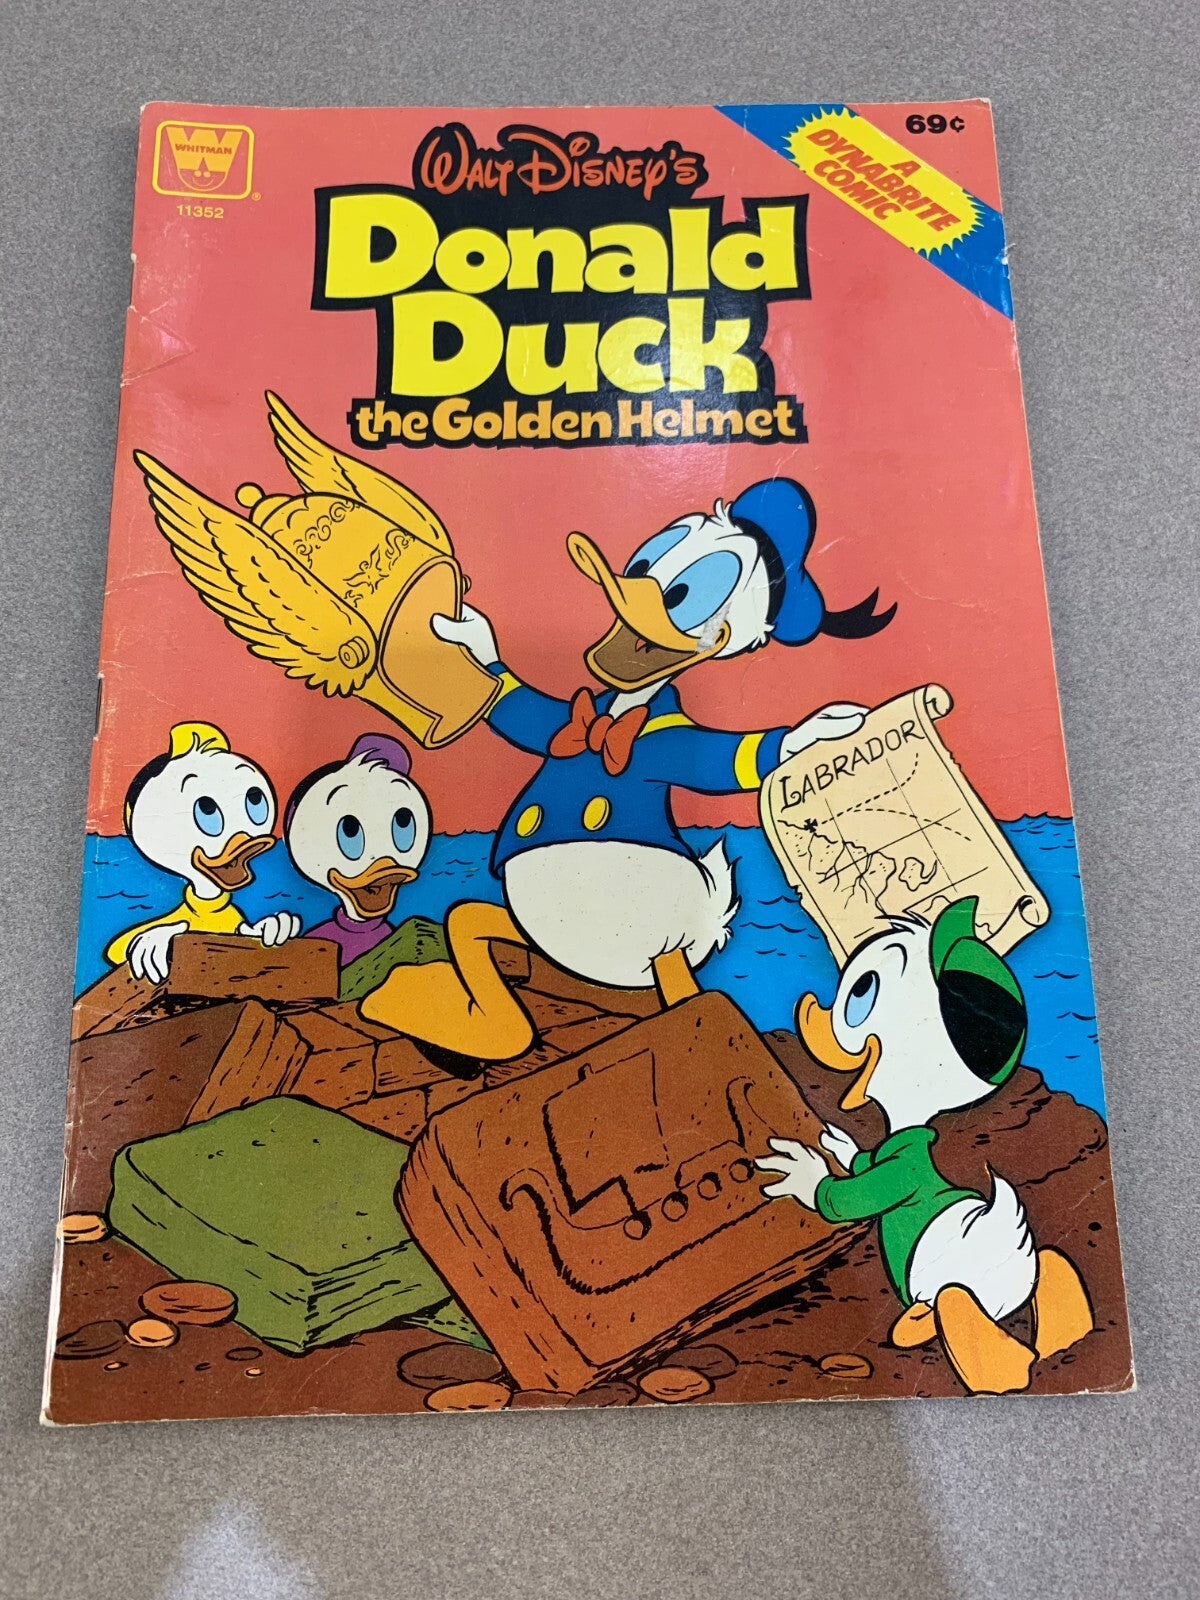 WHITMAN
®
11352
WALT DISNEY'S
Donald
Duck
the Golden Helmet
69¢
A
DYNABRITE
COMIC
LABRADOR